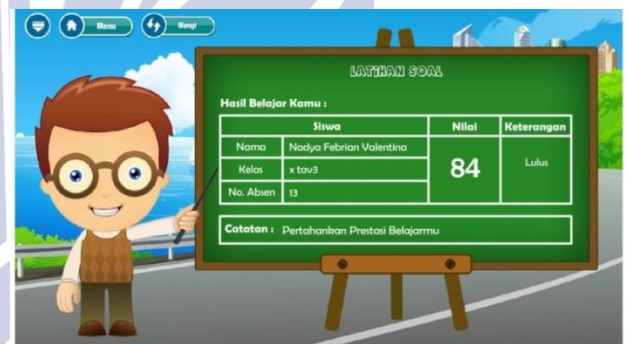 Menu
Ulangi
LATIHAN SOAL
Hasil Belajar Kamu :
Siswa Nilai Keterangan
Nama Nadya Febrian Valentina
84
Kelas x tav3 Lulus
No. Absen 13
Catatan : Pertahankan Prestasi Belajarmu